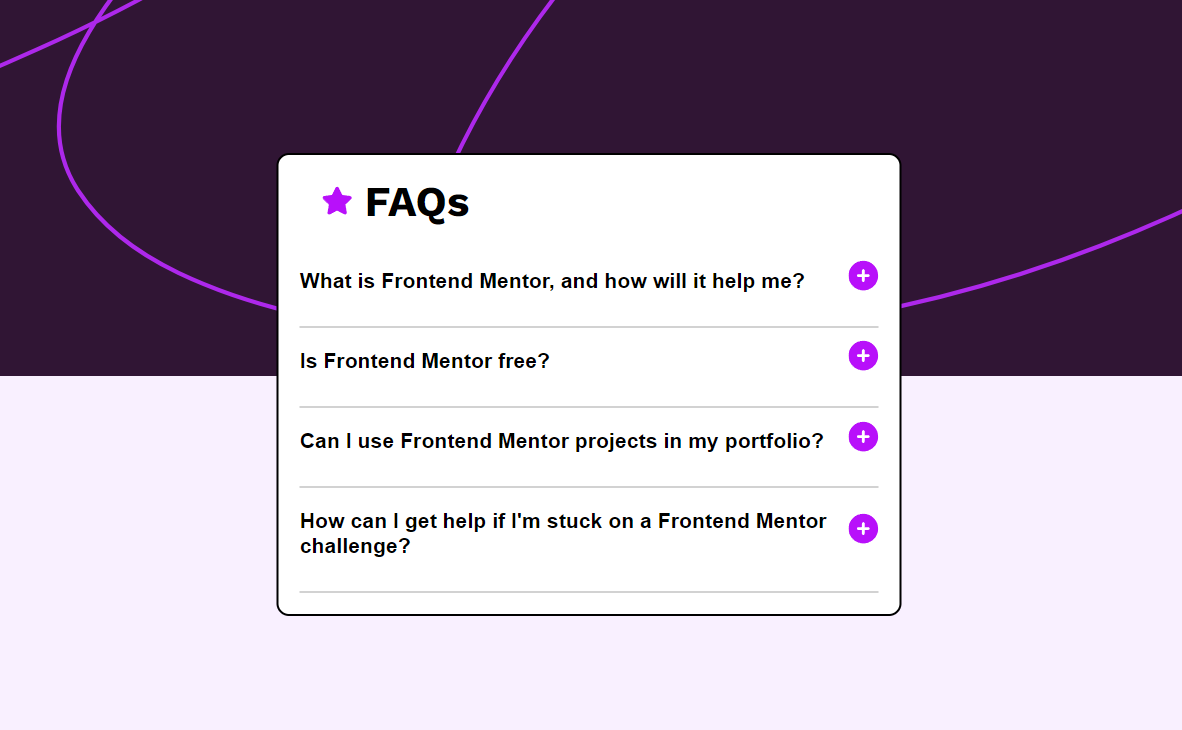 FAQs
What is Frontend Mentor, and how will it help me?
Is Frontend Mentor free?
Can I use Frontend Mentor projects in my portfolio?
How can I get help if I'm stuck on a Frontend Mentor
challenge?